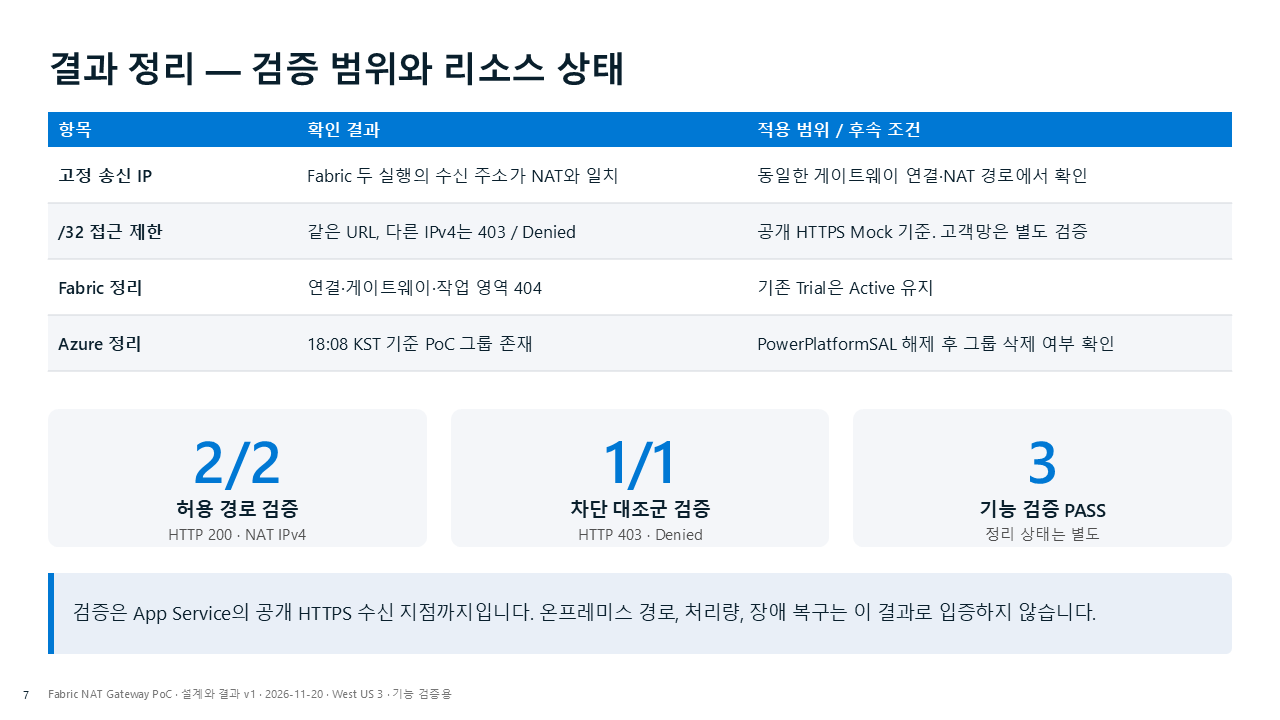 결과 정리 — 검증 범위와 리소스 상태
항목 확인 결과 적용 범위 / 후속 조건
고정 송신 IP Fabric 두 실행의 수신 주소가 NAT와 일치 동일한 게이트웨이 연결·NAT 경로에서 확인
/32 접근 제한 같은 URL, 다른 IPv4는 403 / Denied 공개 HTTPS Mock 기준. 고객망은 별도 검증
Fabric 정리 연결·게이트웨이·작업 영역 404 기존 Trial은 Active 유지
Azure 정리 18:08 KST 기준 PoC 그룹 존재 PowerPlatformSAL 해제 후 그룹 삭제 여부 확인
2/2
허용 경로 검증
HTTP 200 · NAT IPv4
1/1
차단 대조군 검증
HTTP 403 · Denied
3
기능 검증 PASS
정리 상태는 별도
검증은 App Service의 공개 HTTPS 수신 지점까지입니다. 온프레미스 경로, 처리량, 장애 복구는 이 결과로 입증하지 않습니다.
7 Fabric NAT Gateway PoC · 설계와 결과 v1 · 2026-11-20 · West US 3 · 기능 검증용